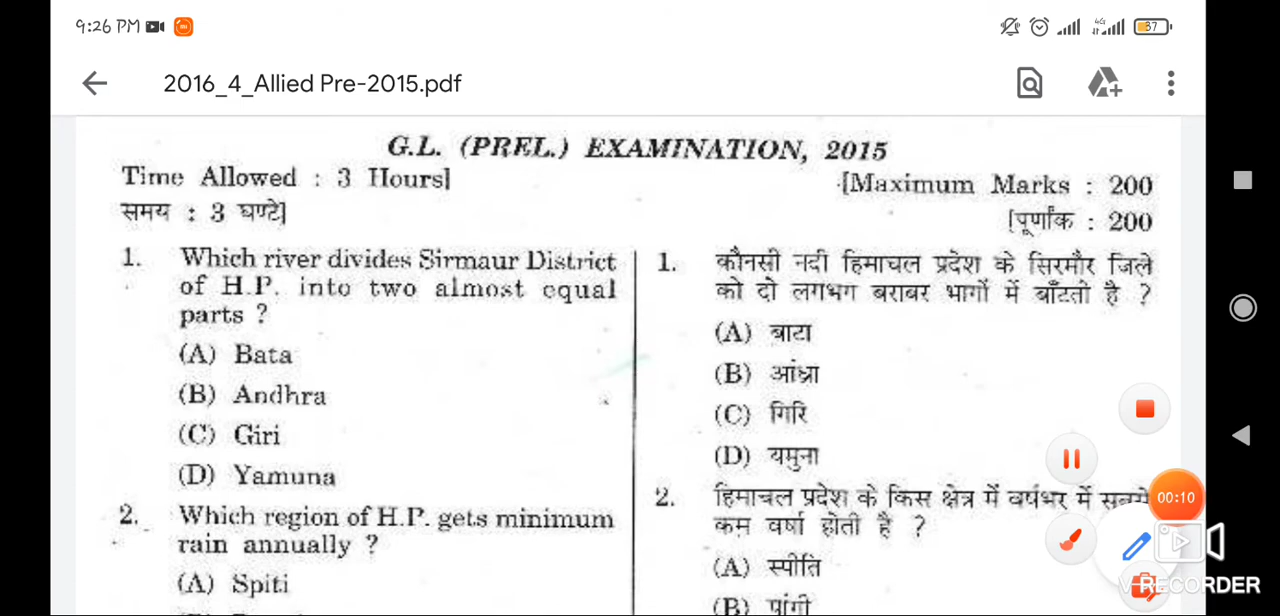 9:26 PM
4G
37
2016_4_Allied Pre-2015.pdf
G.L. (PREL.) EXAMINATION, 2015
Time Allowed : 3 Hours]
[Maximum Marks : 200
समय : 3 घण्टे]
[पूर्णांक : 200
1. Which river divides Sirmaur District
of H.P. into two almost equal
parts ?
(A) Bata
(B) Andhra
(C) Giri
(D) Yamuna
2. Which region of H.P. gets minimum
rain annually ?
(A) Spiti
1. कौनसी नदी हिमाचल प्रदेश के सिरमौर जिले
को दो लगभग बराबर भागों में बाँटती है ?
(A) बाटा
(B) आंध्रा
(C) गिरि
(D) यमुना
2. हिमाचल प्रदेश के किस क्षेत्र में वर्षभर में
कम वर्षा होती है ?
(A) स्पीति
(B) पांगी
00:10
V RECORDER